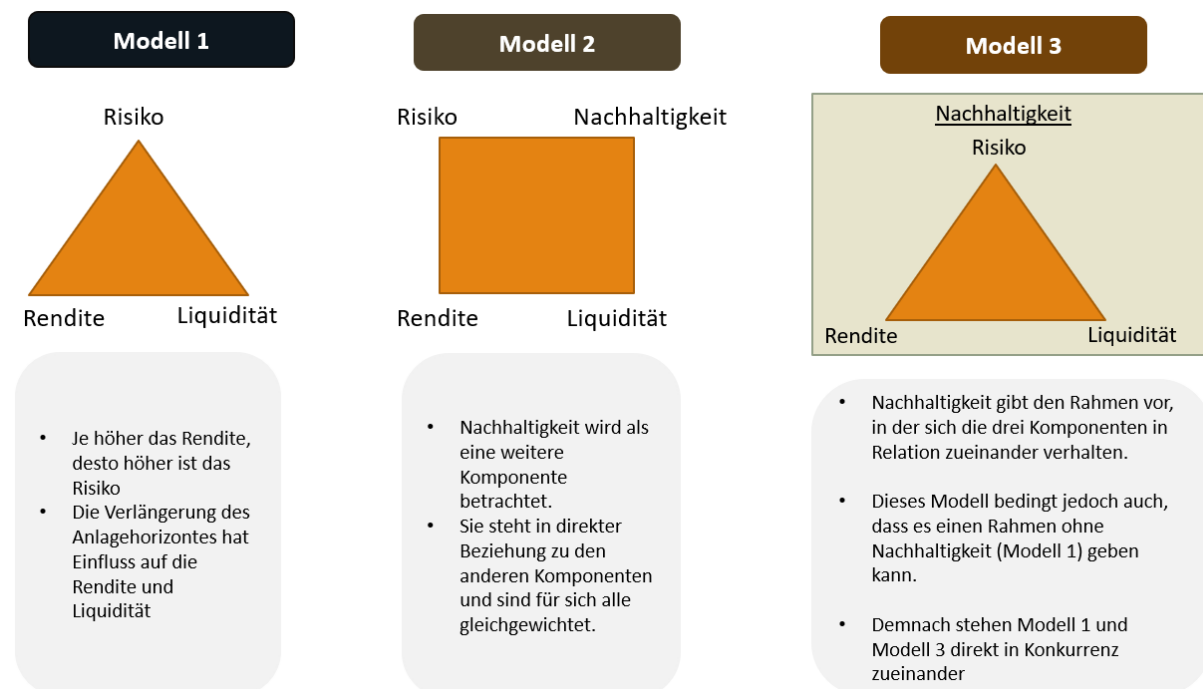 Modell 1
Risiko
Rendite
Liquidität
• Je höher das Rendite,
desto höher ist das
Risiko
• Die Verlängerung des
Anlagehorizontes hat
Einfluss auf die
Rendite und
Liquidität
Modell 2
Risiko
Nachhaltigkeit
Rendite
Liquidität
• Nachhaltigkeit wird als
eine weitere
Komponente
betrachtet.
• Sie steht in direkter
Beziehung zu den
anderen Komponenten
und sind für sich alle
gleichgewichtet.
Modell 3
Nachhaltigkeit
Risiko
Rendite
Liquidität
• Nachhaltigkeit gibt den Rahmen vor,
in der sich die drei Komponenten in
Relation zueinander verhalten.
• Dieses Modell bedingt jedoch auch,
dass es einen Rahmen ohne
Nachhaltigkeit (Modell 1) geben
kann.
• Demnach stehen Modell 1 und
Modell 3 direkt in Konkurrenz
zueinander